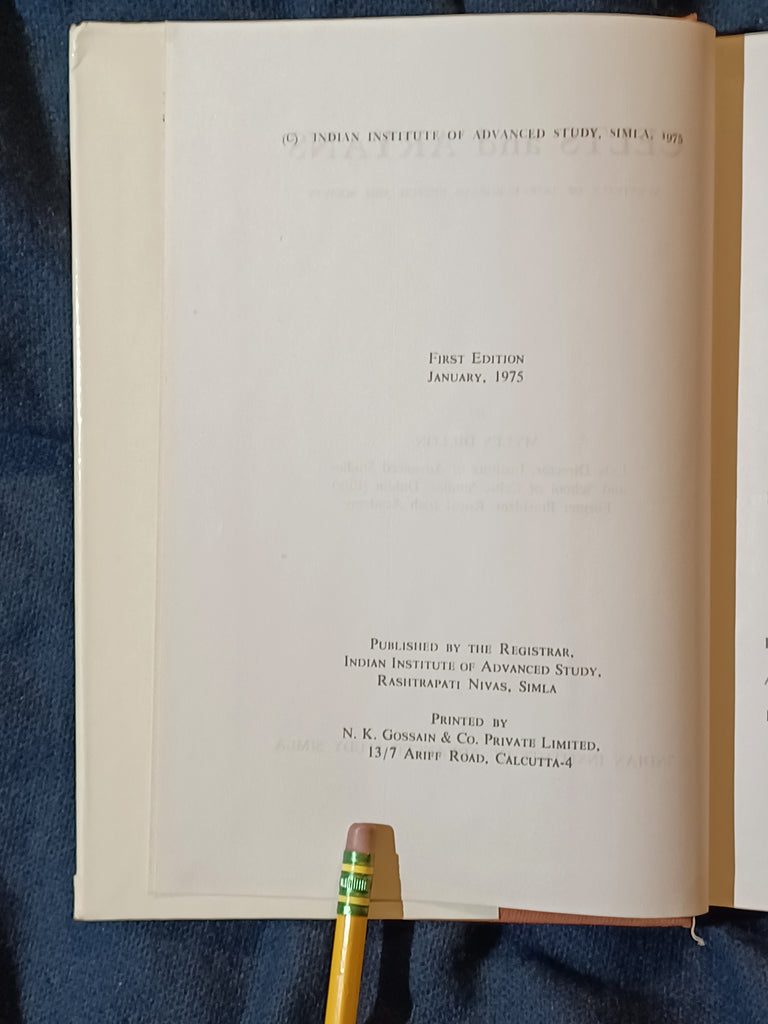 (C) INDIAN INSTITUTE OF ADVANCED STUDY, SIMLA, 1975
FIRST EDITION
JANUARY, 1975
PUBLISHED BY THE REGISTRAR,
INDIAN INSTITUTE OF ADVANCED STUDY,
RASHTRAPATI NIVAS, SIMLA
PRINTED BY
N. K. GOSSAIN & CO. PRIVATE LIMITED,
13/7 ARIFF ROAD, CALCUTTA-4